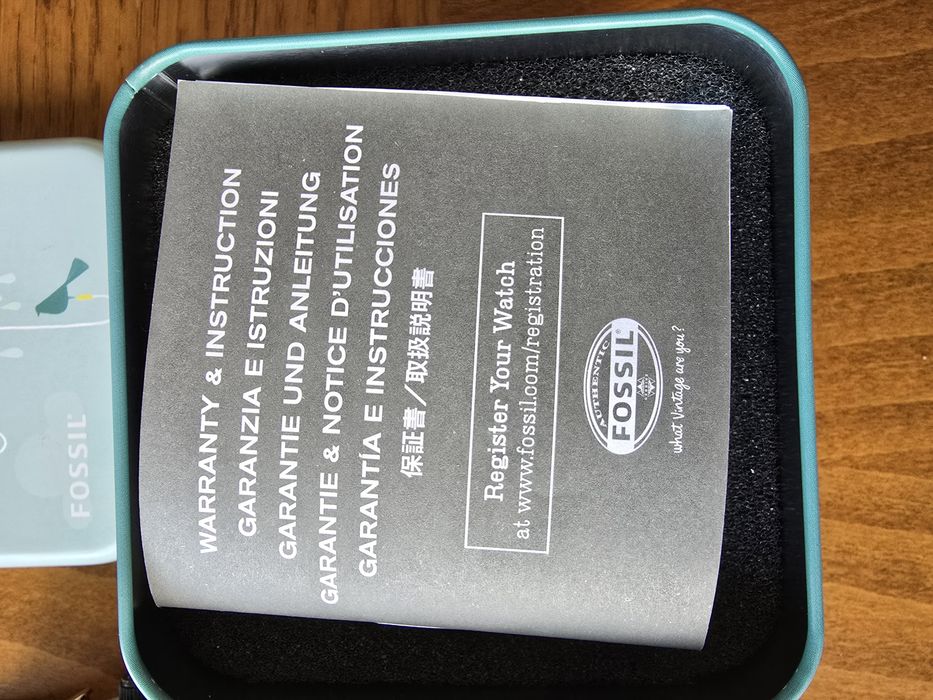 WARRANTY & INSTRUCTION
GARANZIA E ISTRUZIONI
GARANTIE UND ANLEITUNG
GARANTIE & NOTICE D'UTILISATION
GARANTÍA E INSTRUCCIONES
保証書/取扱説明書
Register Your Watch
at www.fossil.com/registration
AUTHENTIC
FOSSIL®
what Vintage are you?
FOSSIL